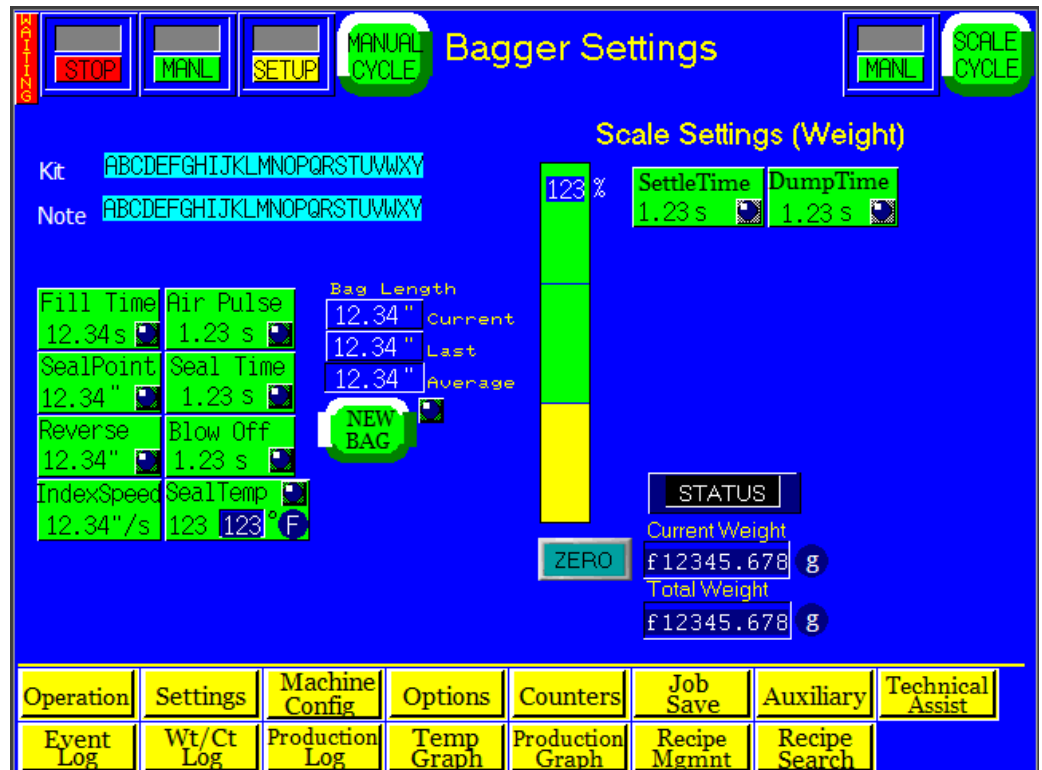 WAITING
STOP
MANL
SETUP
MANUAL
CYCLE
Bagger Settings
MANL
SCALE
CYCLE
Scale Settings (Weight)
Kit ABCDEFGHIJKLMNOPQRSTUVWXY
Note ABCDEFGHIJKLMNOPQRSTUVWXY
123 %
SettleTime
1.23 s
DumpTime
1.23 s
Fill Time
12.34 s
Air Pulse
1.23 s
SealPoint
12.34 "
Seal Time
1.23 s
Reverse
12.34"
Blow Off
1.23 s
IndexSpeed
12.34"/s
SealTemp
123 123 °F
Bag Length
12.34 " Current
12.34 " Last
12.34 " Average
NEW
BAG
STATUS
ZERO
Current Weight
f12345.678 g
Total Weight
f12345.678 g
Operation
Settings
Machine
Config
Options
Counters
Job
Save
Auxiliary
Technical
Assist
Event
Log
Wt/Ct
Log
Production
Log
Temp
Graph
Production
Graph
Recipe
Mgmnt
Recipe
Search